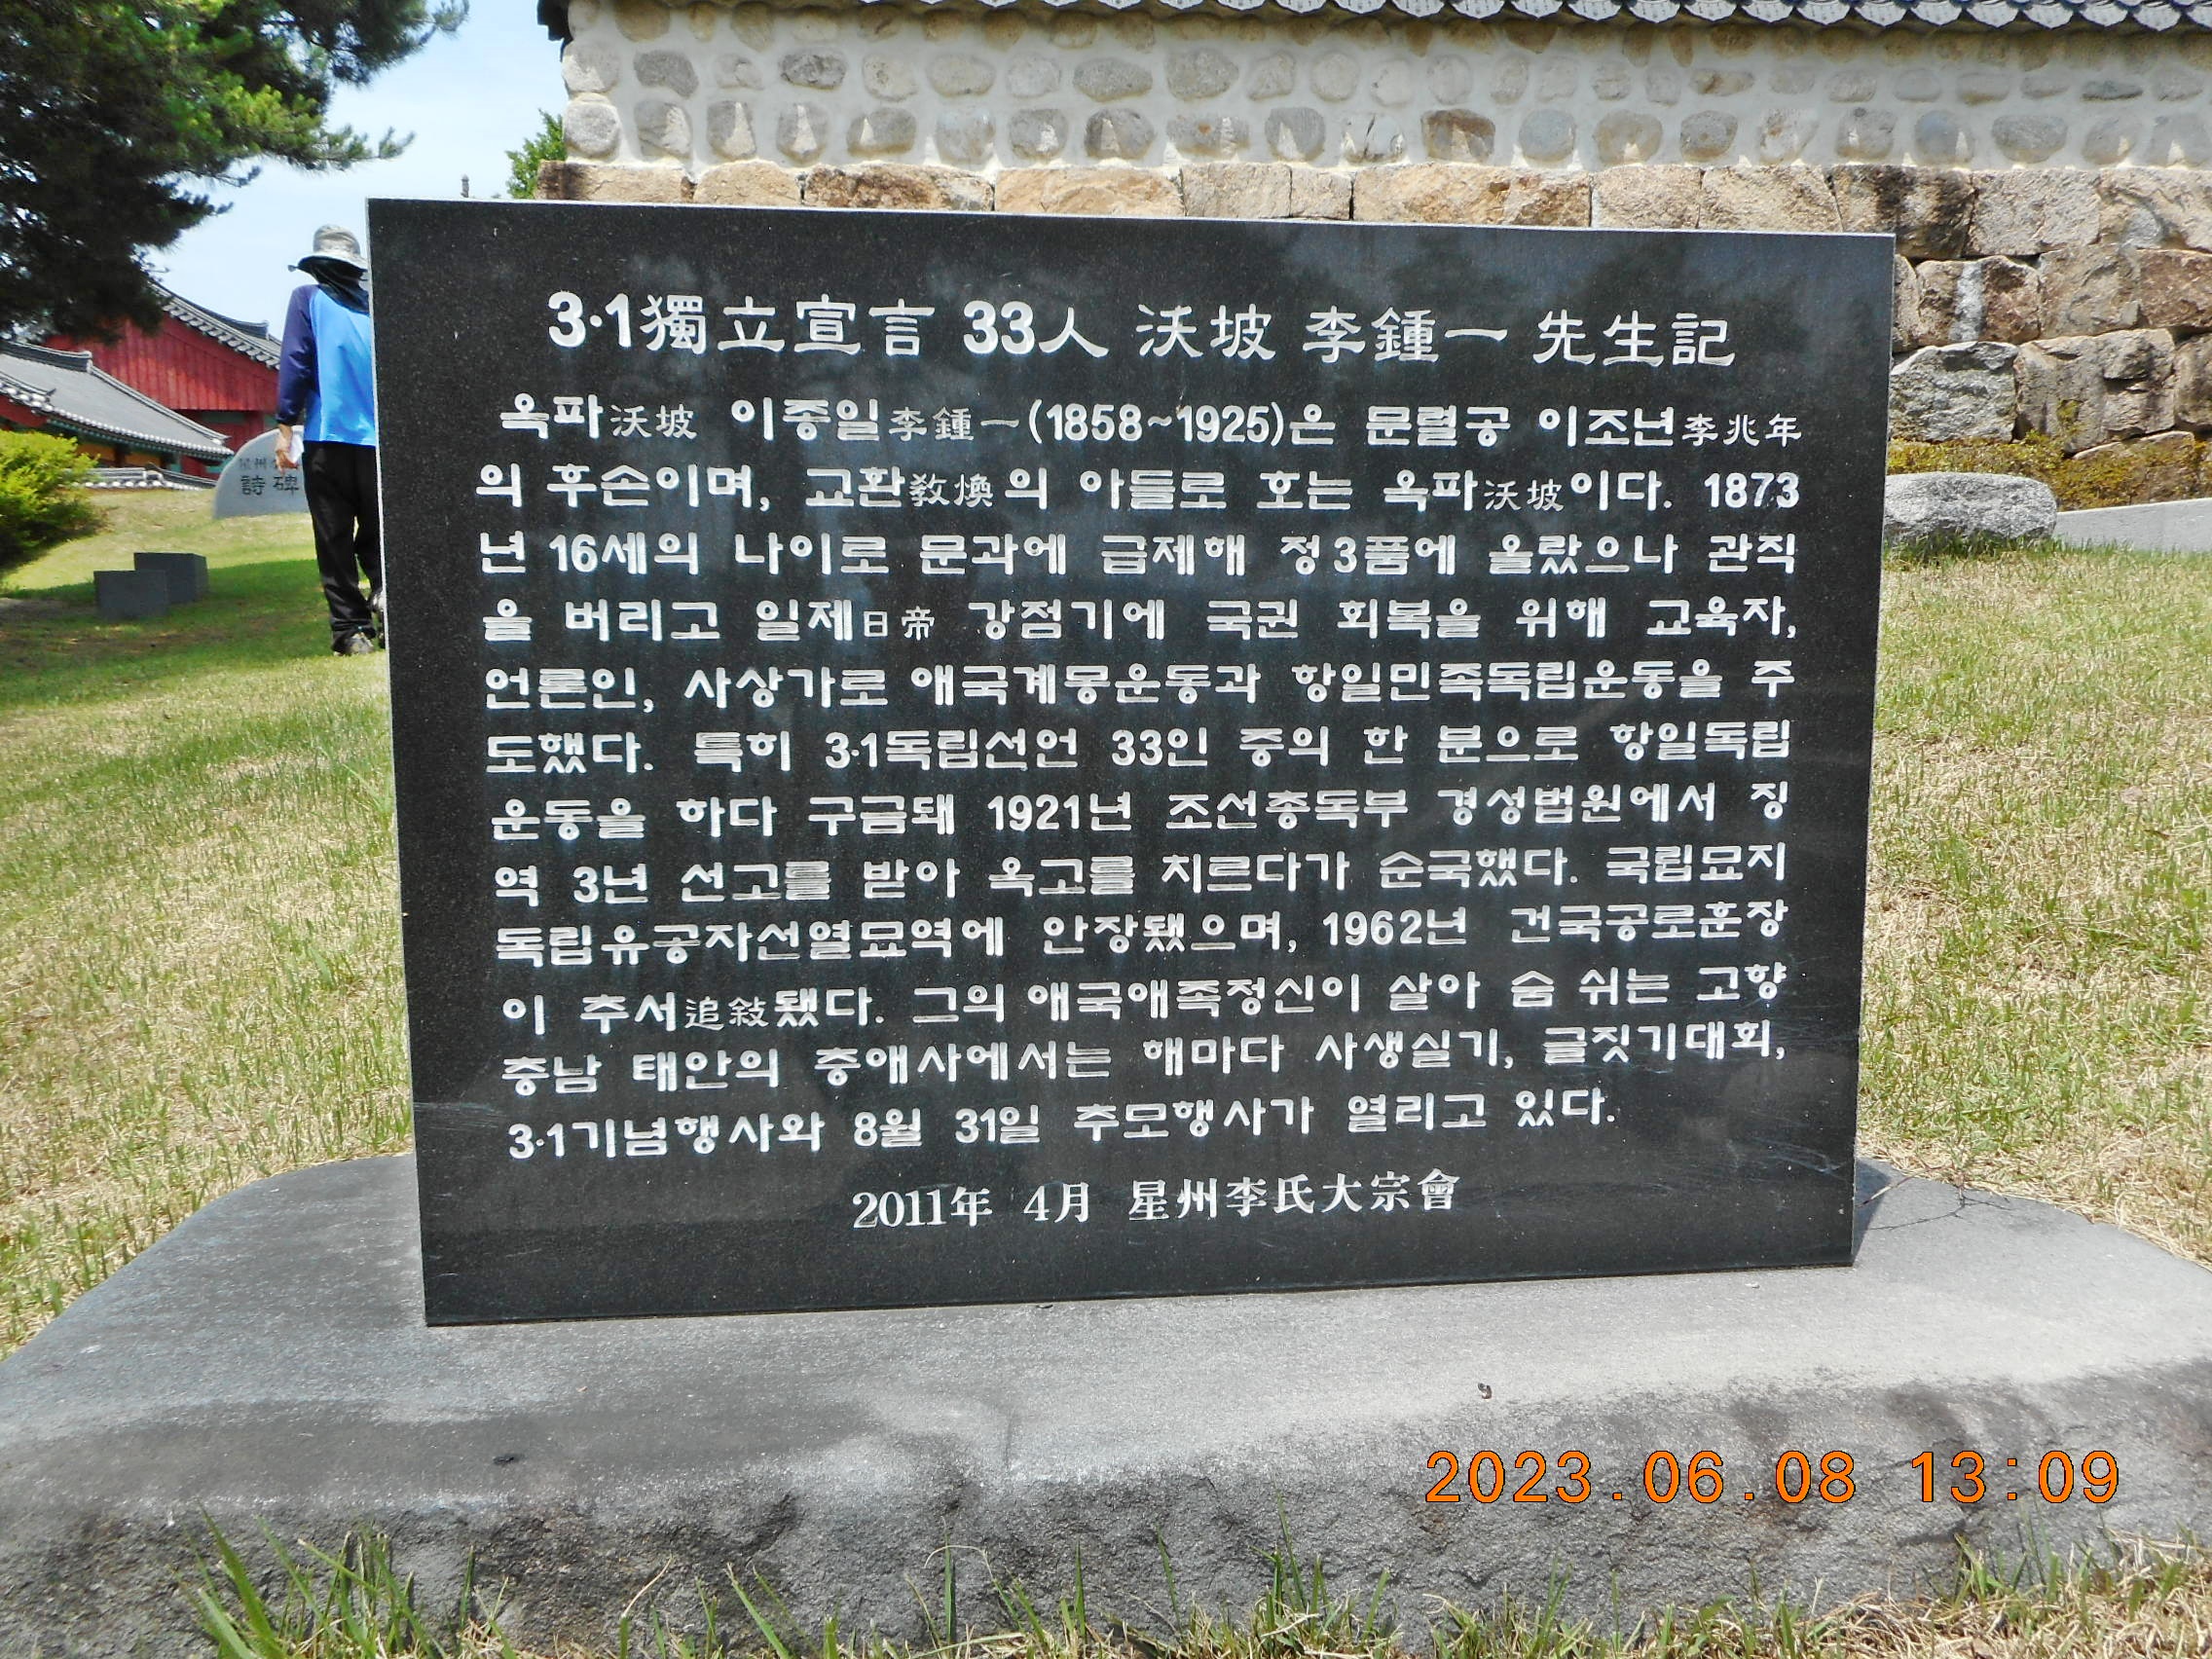 3·1獨立宣言 33人 沃坡 李鍾一 先生記
옥파沃坡 이종일李鍾一(1858~1925)은 문렬공 이조년李兆年
의 후손이며, 교환敎煥의 아들로 호는 옥파沃坡이다. 1873
년 16세의 나이로 문과에 급제해 정3품에 올랐으나 관직
을 버리고 일제日帝 강점기에 국권 회복을 위해 교육자,
언론인, 사상가로 애국계몽운동과 항일민족독립운동을 주
도했다. 특히 3·1독립선언 33인 중의 한 분으로 항일독립
운동을 하다 구금돼 1921년 조선총독부 경성법원에서 징
역 3년 선고를 받아 옥고를 치르다가 순국했다. 국립묘지
독립유공자선열묘역에 안장됐으며, 1962년 건국공로훈장
이 추서追敍됐다. 그의 애국애족정신이 살아 숨 쉬는 고향
충남 태안의 충애사에서는 해마다 사생실기, 글짓기대회,
3·1기념행사와 8월 31일 추모행사가 열리고 있다.
2011年 4月 星州李氏大宗會
詩碑
2023.06.08 13:09